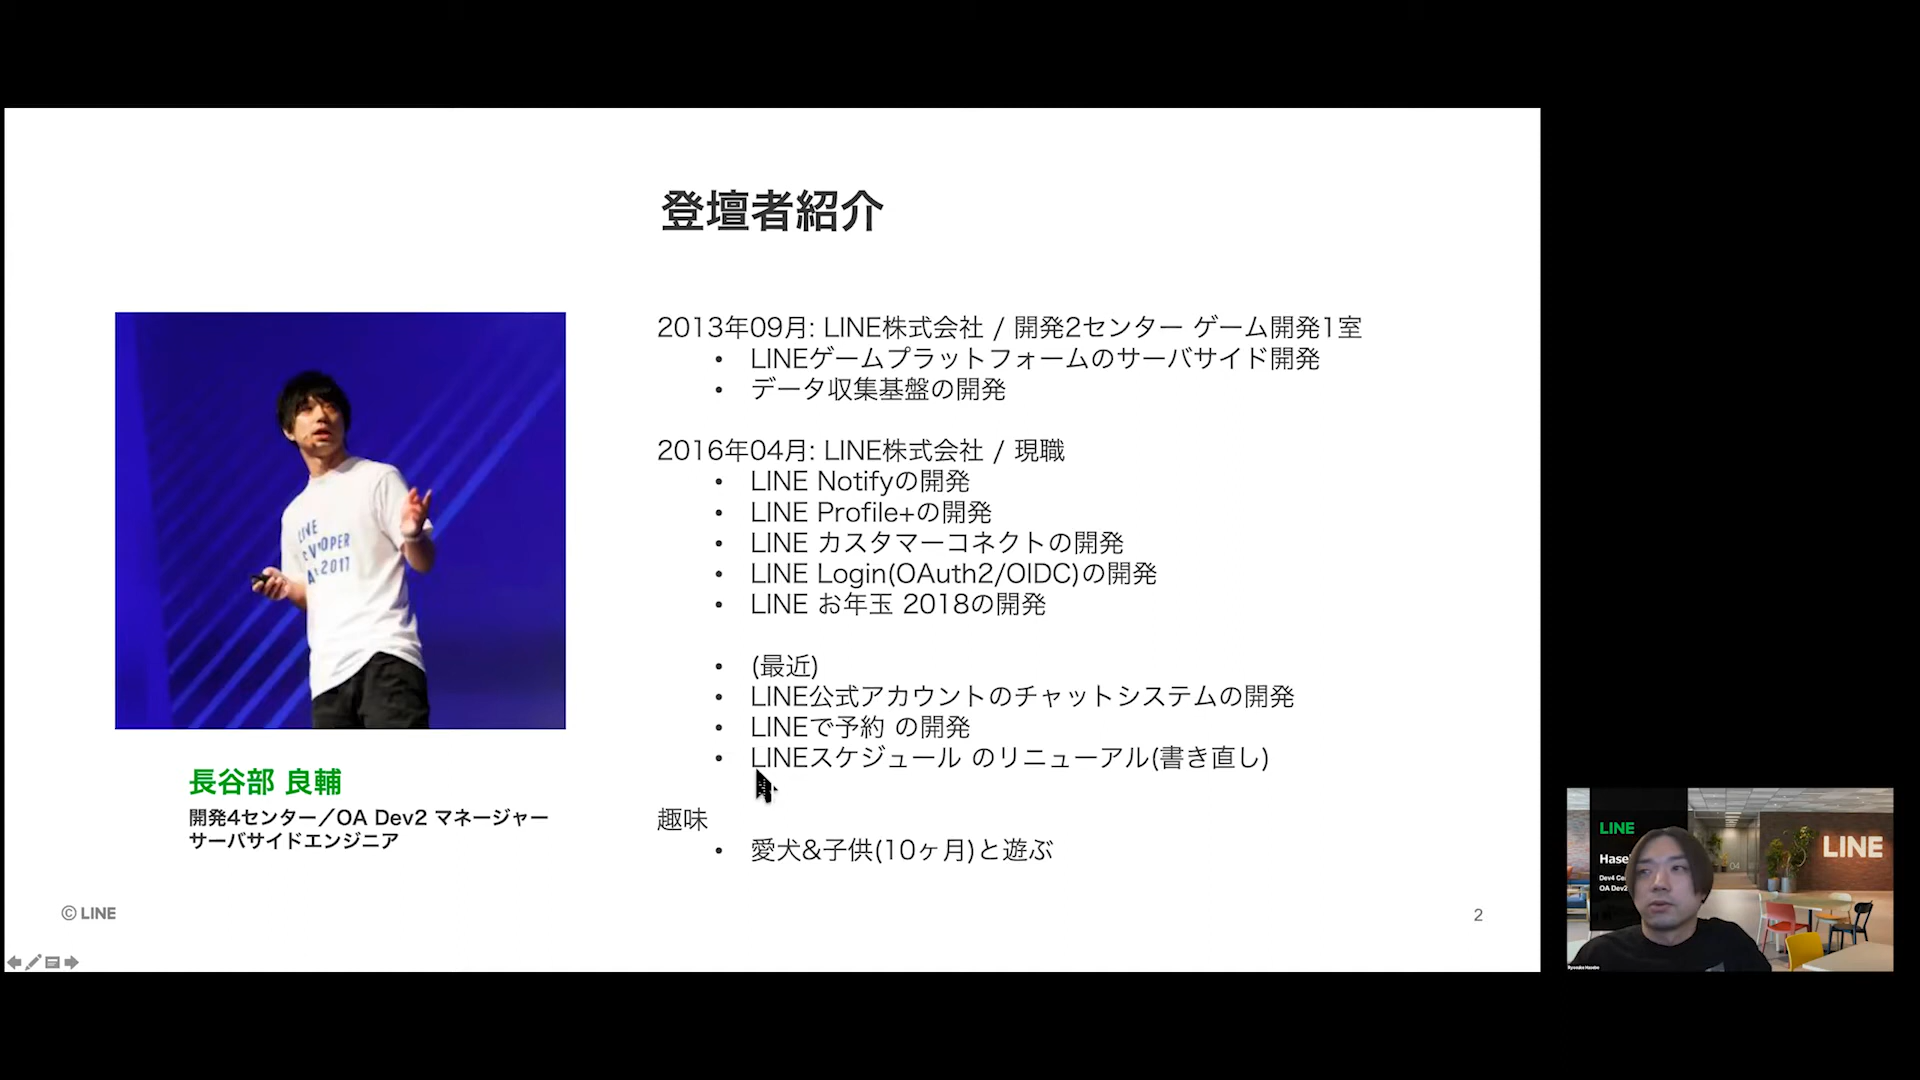 登壇者紹介
2013年09月: LINE株式会社 / 開発2センター ゲーム開発1室
• LINEゲームプラットフォームのサーバサイド開発
• データ収集基盤の開発
2016年04月: LINE株式会社 / 現職
• LINE Notifyの開発
• LINE Profile+の開発
• LINE カスタマーコネクトの開発
• LINE Login(OAuth2/OIDC)の開発
• LINE お年玉 2018の開発
• (最近)
• LINE公式アカウントのチャットシステムの開発
• LINEで予約 の開発
• LINEスケジュール のリニューアル(書き直し)
趣味
• 愛犬&子供(10ヶ月)と遊ぶ
LINE
2017
長谷部 良輔
開発4センター／OA Dev2 マネージャー
サーバサイドエンジニア
© LINE
2
LINE
Hase
Dev4 Ce
OA Dev2
04
LINE
Ryosuke Hasebe